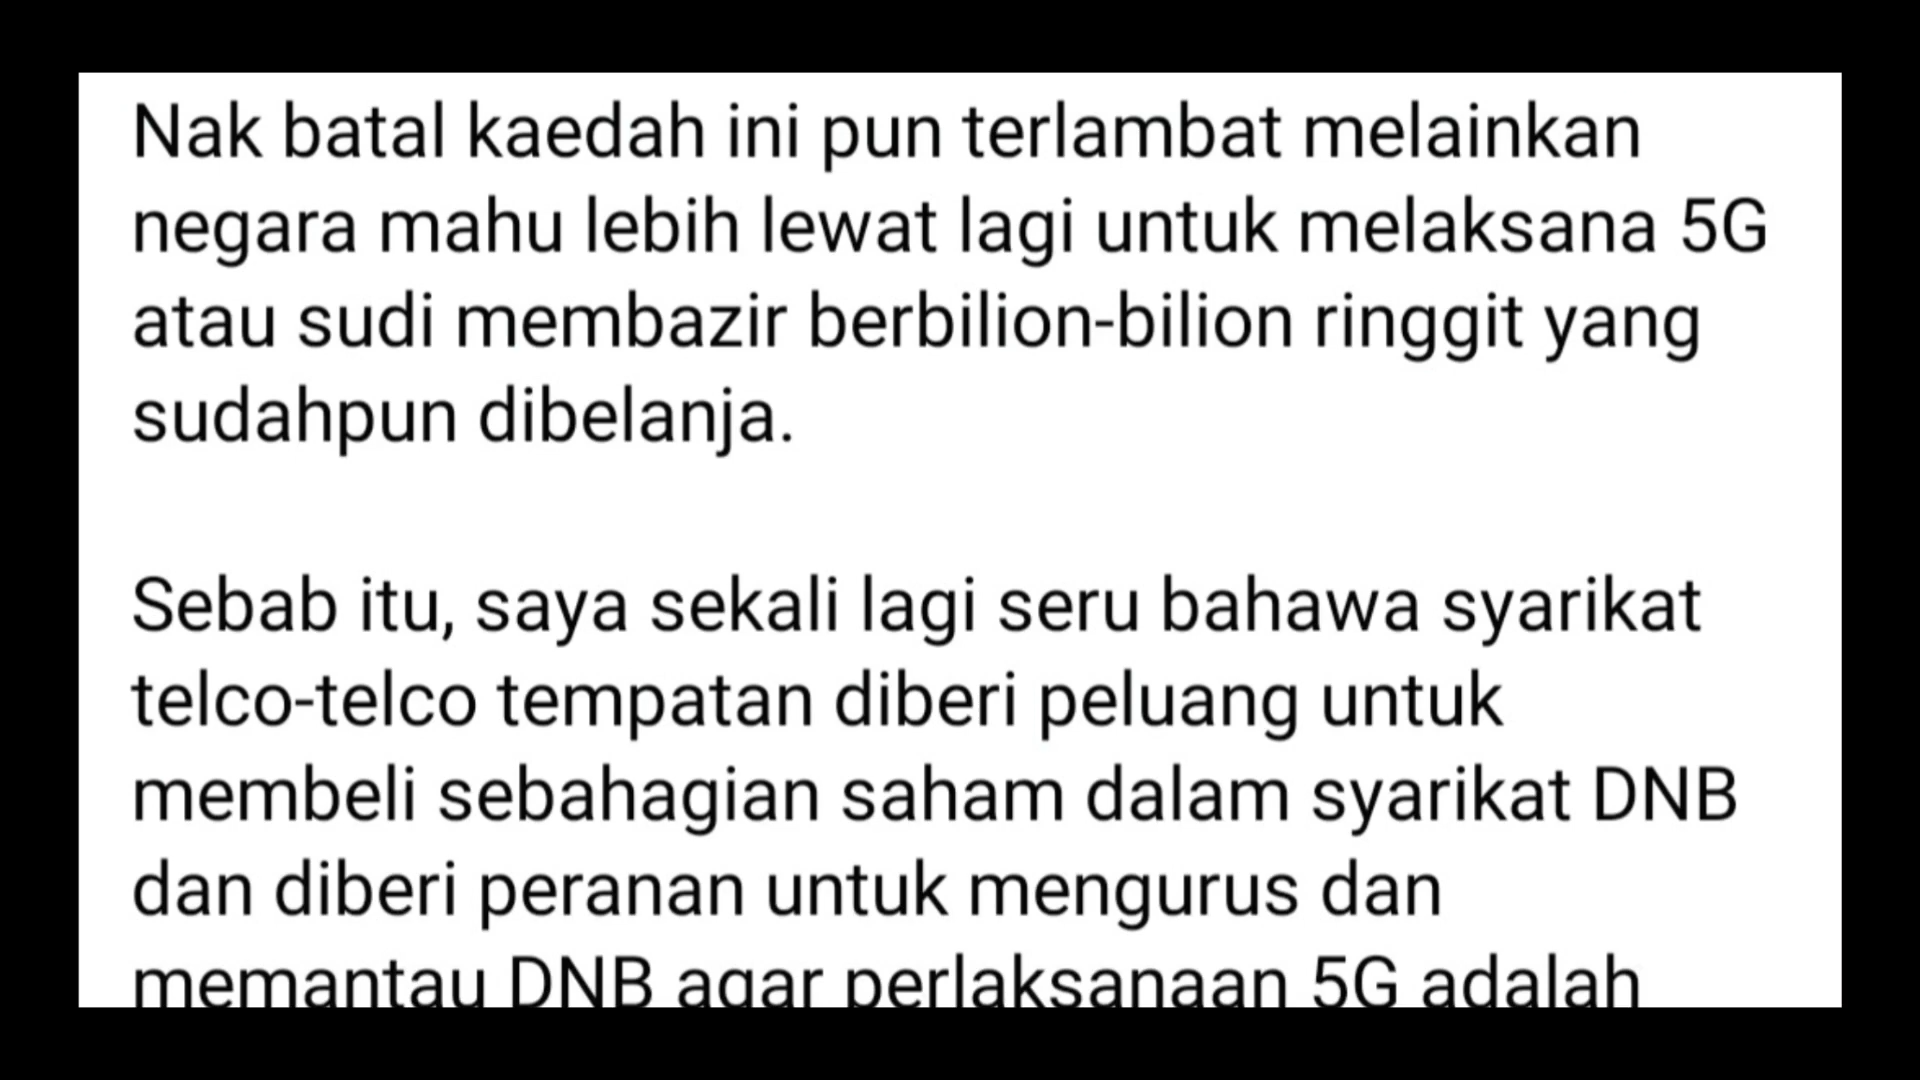 Nak batal kaedah ini pun terlambat melainkan
negara mahu lebih lewat lagi untuk melaksana 5G
atau sudi membazir berbilion-bilion ringgit yang
sudahpun dibelanja.
Sebab itu, saya sekali lagi seru bahawa syarikat
telco-telco tempatan diberi peluang untuk
membeli sebahagian saham dalam syarikat DNB
dan diberi peranan untuk mengurus dan
memantau DNB agar perlaksanaan 5G adalah